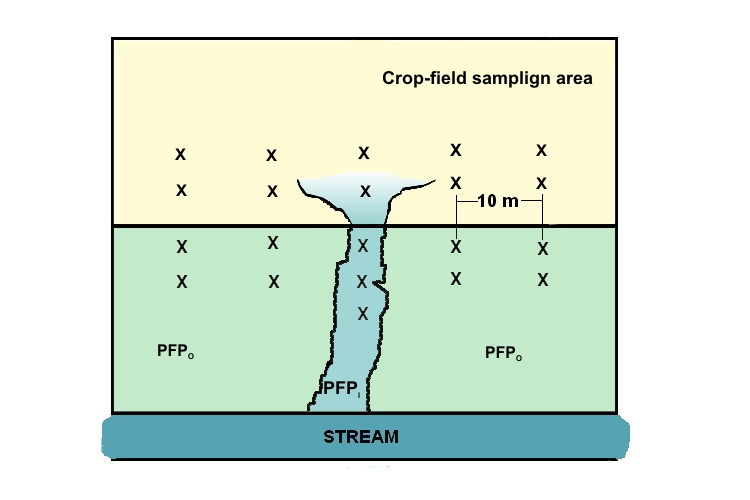 Crop-field samplign area
X X X X X
X X X X X
10 m
X X X X X
X X X X X
X
PFPo PFPo
PFPi
STREAM